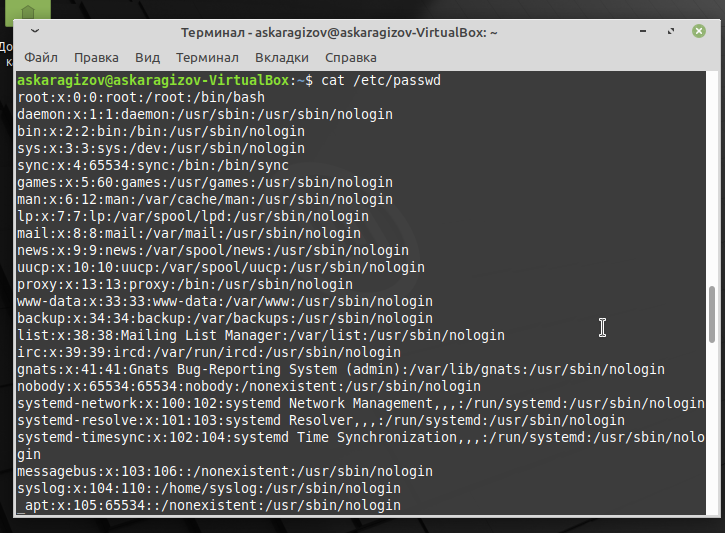 До
ка
Терминал - askaragizov@askaragizov-VirtualBox: ~
Файл Правка Вид Терминал Вкладки Справка
askaragizov@askaragizov-VirtualBox:~$ cat /etc/passwd
root:x:0:0:root:/root:/bin/bash
daemon:x:1:1:daemon:/usr/sbin:/usr/sbin/nologin
bin:x:2:2:bin:/bin:/usr/sbin/nologin
sys:x:3:3:sys:/dev:/usr/sbin/nologin
sync:x:4:65534:sync:/bin:/bin/sync
games:x:5:60:games:/usr/games:/usr/sbin/nologin
man:x:6:12:man:/var/cache/man:/usr/sbin/nologin
lp:x:7:7:lp:/var/spool/lpd:/usr/sbin/nologin
mail:x:8:8:mail:/var/mail:/usr/sbin/nologin
news:x:9:9:news:/var/spool/news:/usr/sbin/nologin
uucp:x:10:10:uucp:/var/spool/uucp:/usr/sbin/nologin
proxy:x:13:13:proxy:/bin:/usr/sbin/nologin
www-data:x:33:33:www-data:/var/www:/usr/sbin/nologin
backup:x:34:34:backup:/var/backups:/usr/sbin/nologin
list:x:38:38:Mailing List Manager:/var/list:/usr/sbin/nologin
irc:x:39:39:ircd:/var/run/ircd:/usr/sbin/nologin
gnats:x:41:41:Gnats Bug-Reporting System (admin):/var/lib/gnats:/usr/sbin/nologin
nobody:x:65534:65534:nobody:/nonexistent:/usr/sbin/nologin
systemd-network:x:100:102:systemd Network Management,,,:/run/systemd:/usr/sbin/nologin
systemd-resolve:x:101:103:systemd Resolver,,,:/run/systemd:/usr/sbin/nologin
systemd-timesync:x:102:104:systemd Time Synchronization,,,:/run/systemd:/usr/sbin/nolo
gin
messagebus:x:103:106::/nonexistent:/usr/sbin/nologin
syslog:x:104:110::/home/syslog:/usr/sbin/nologin
_apt:x:105:65534::/nonexistent:/usr/sbin/nologin